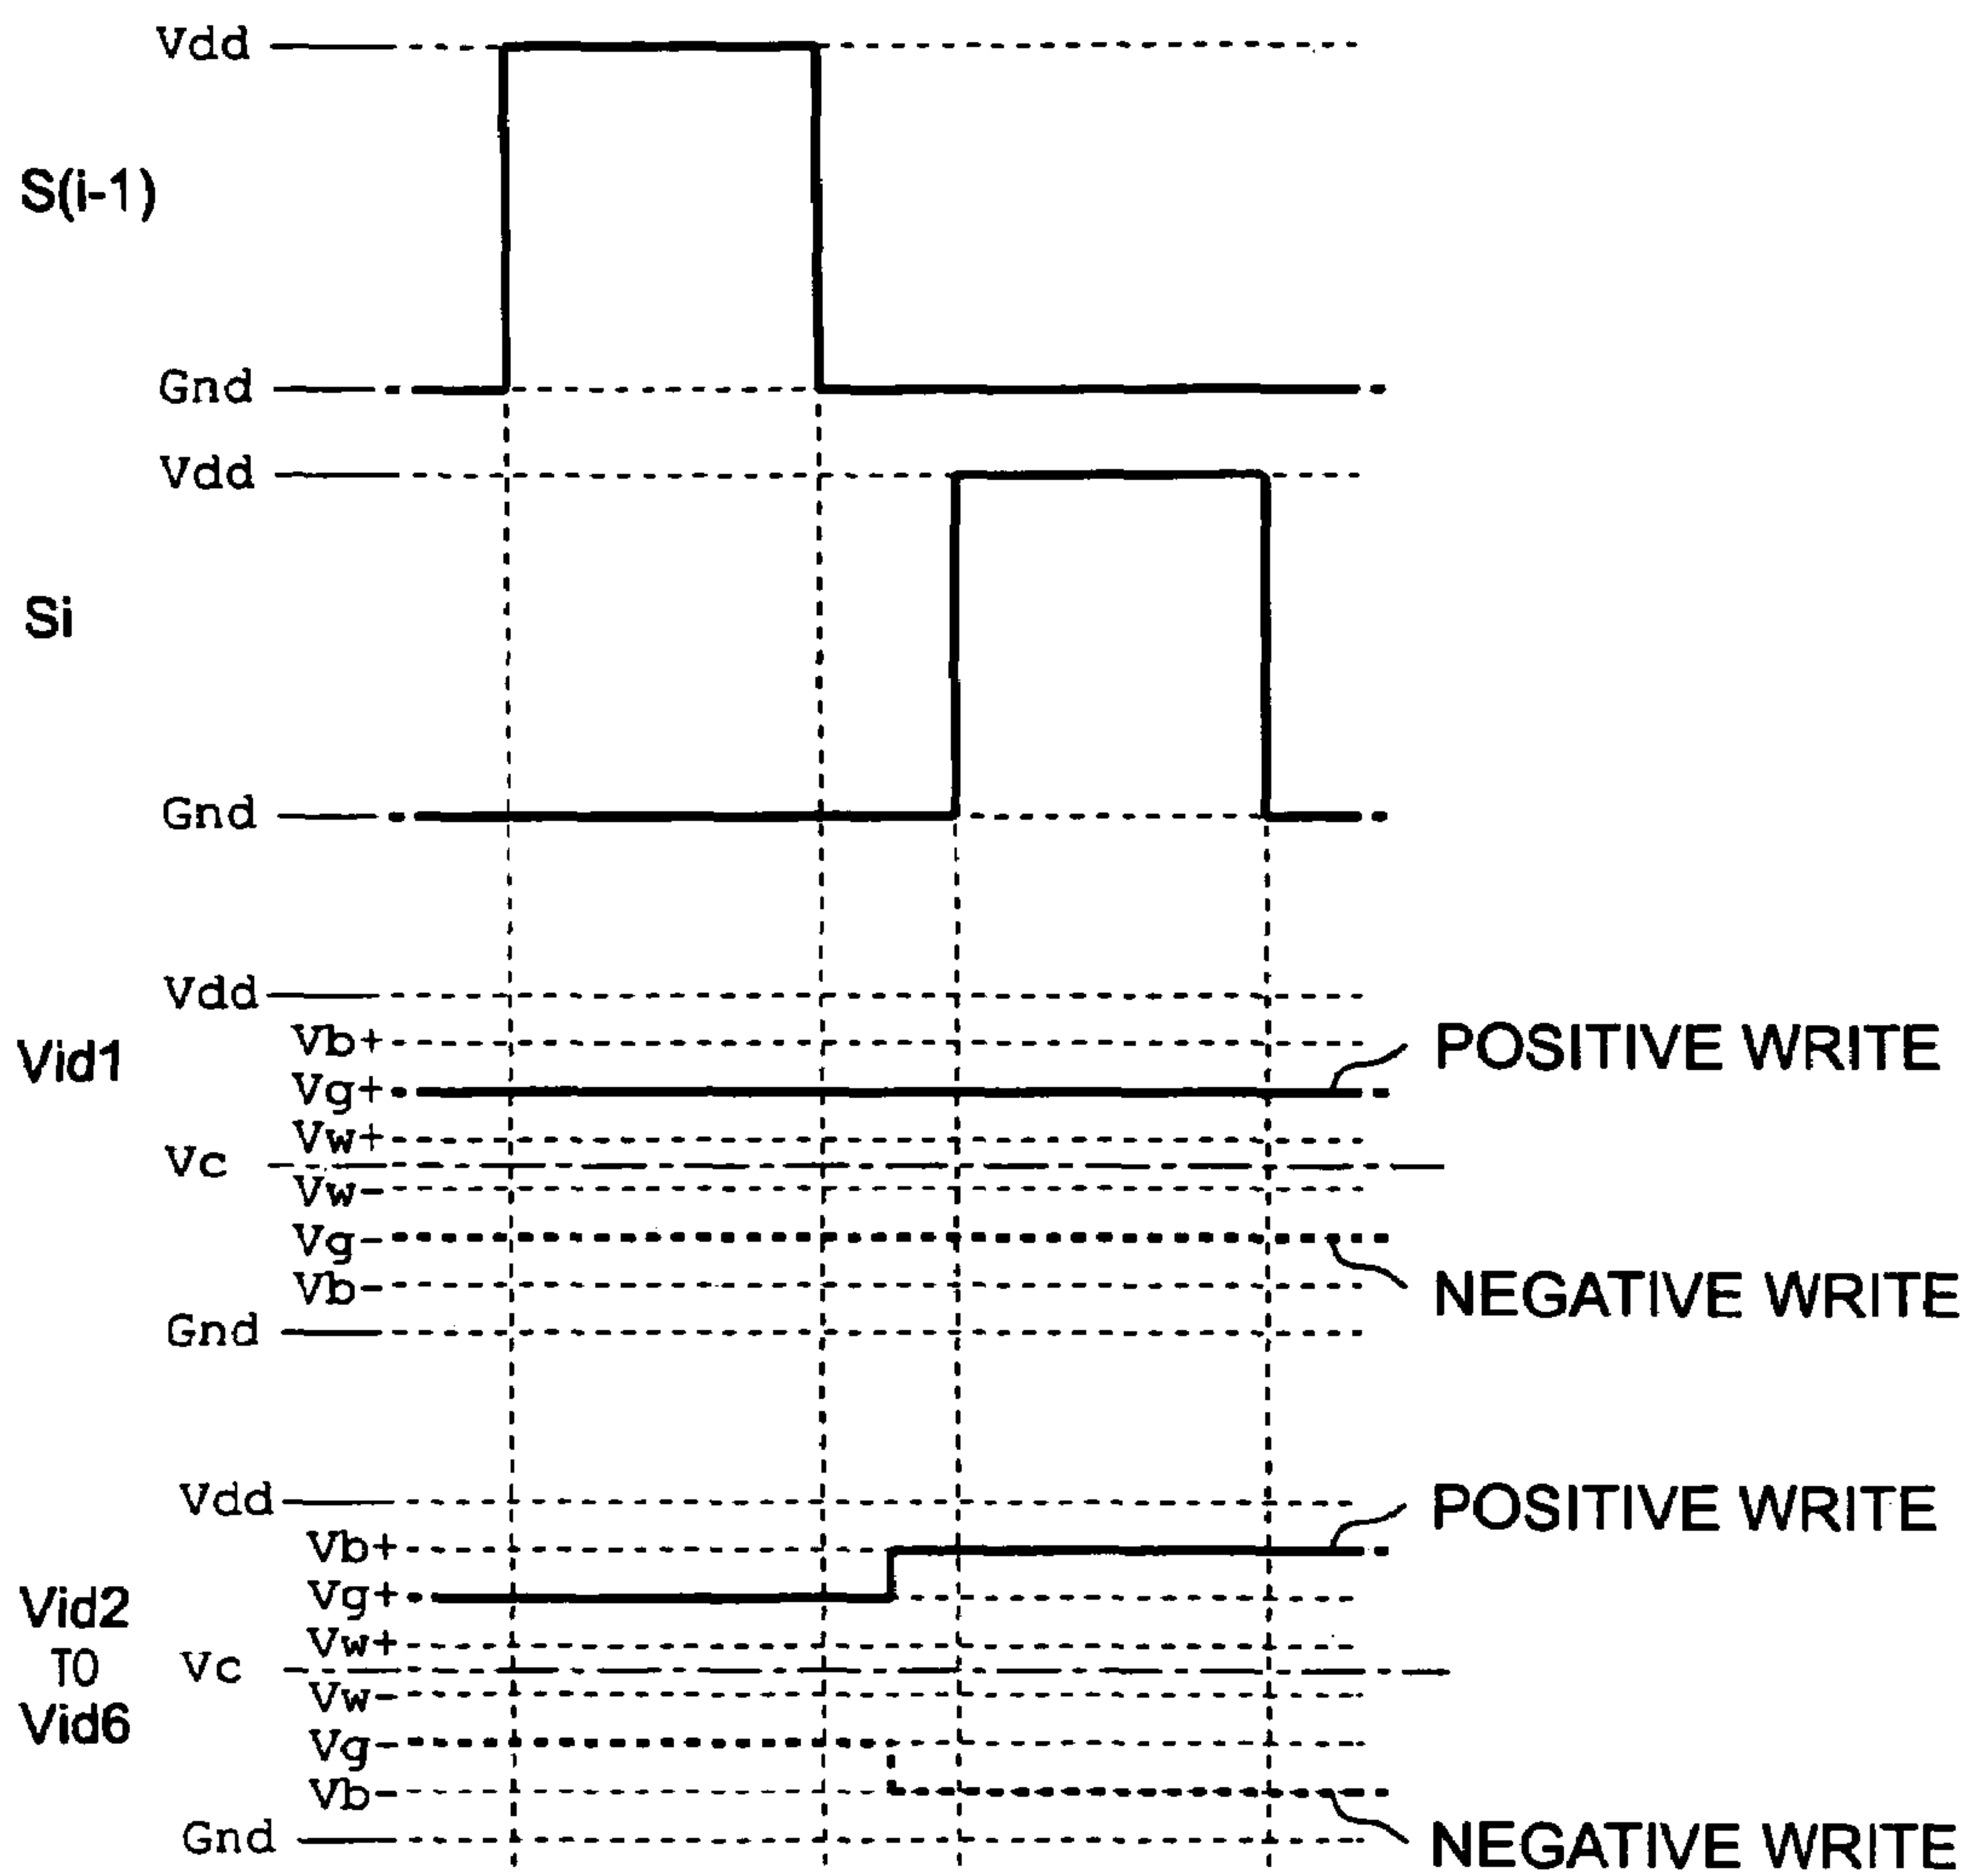 Vdd
S(i-1)
Gnd
Vdd
Si
Gnd
Vdd
Vid1
Vb+
POSITIVE WRITE
Vg+
Vw+
Vc
Vw-
Vg-
Vb-
NEGATIVE WRITE
Gnd
Vdd
POSITIVE WRITE
Vb+
Vg+
Vid2
TO
Vid6
Vw+
Vc
Vw-
Vg-
Vb-
Gnd
NEGATIVE WRITE